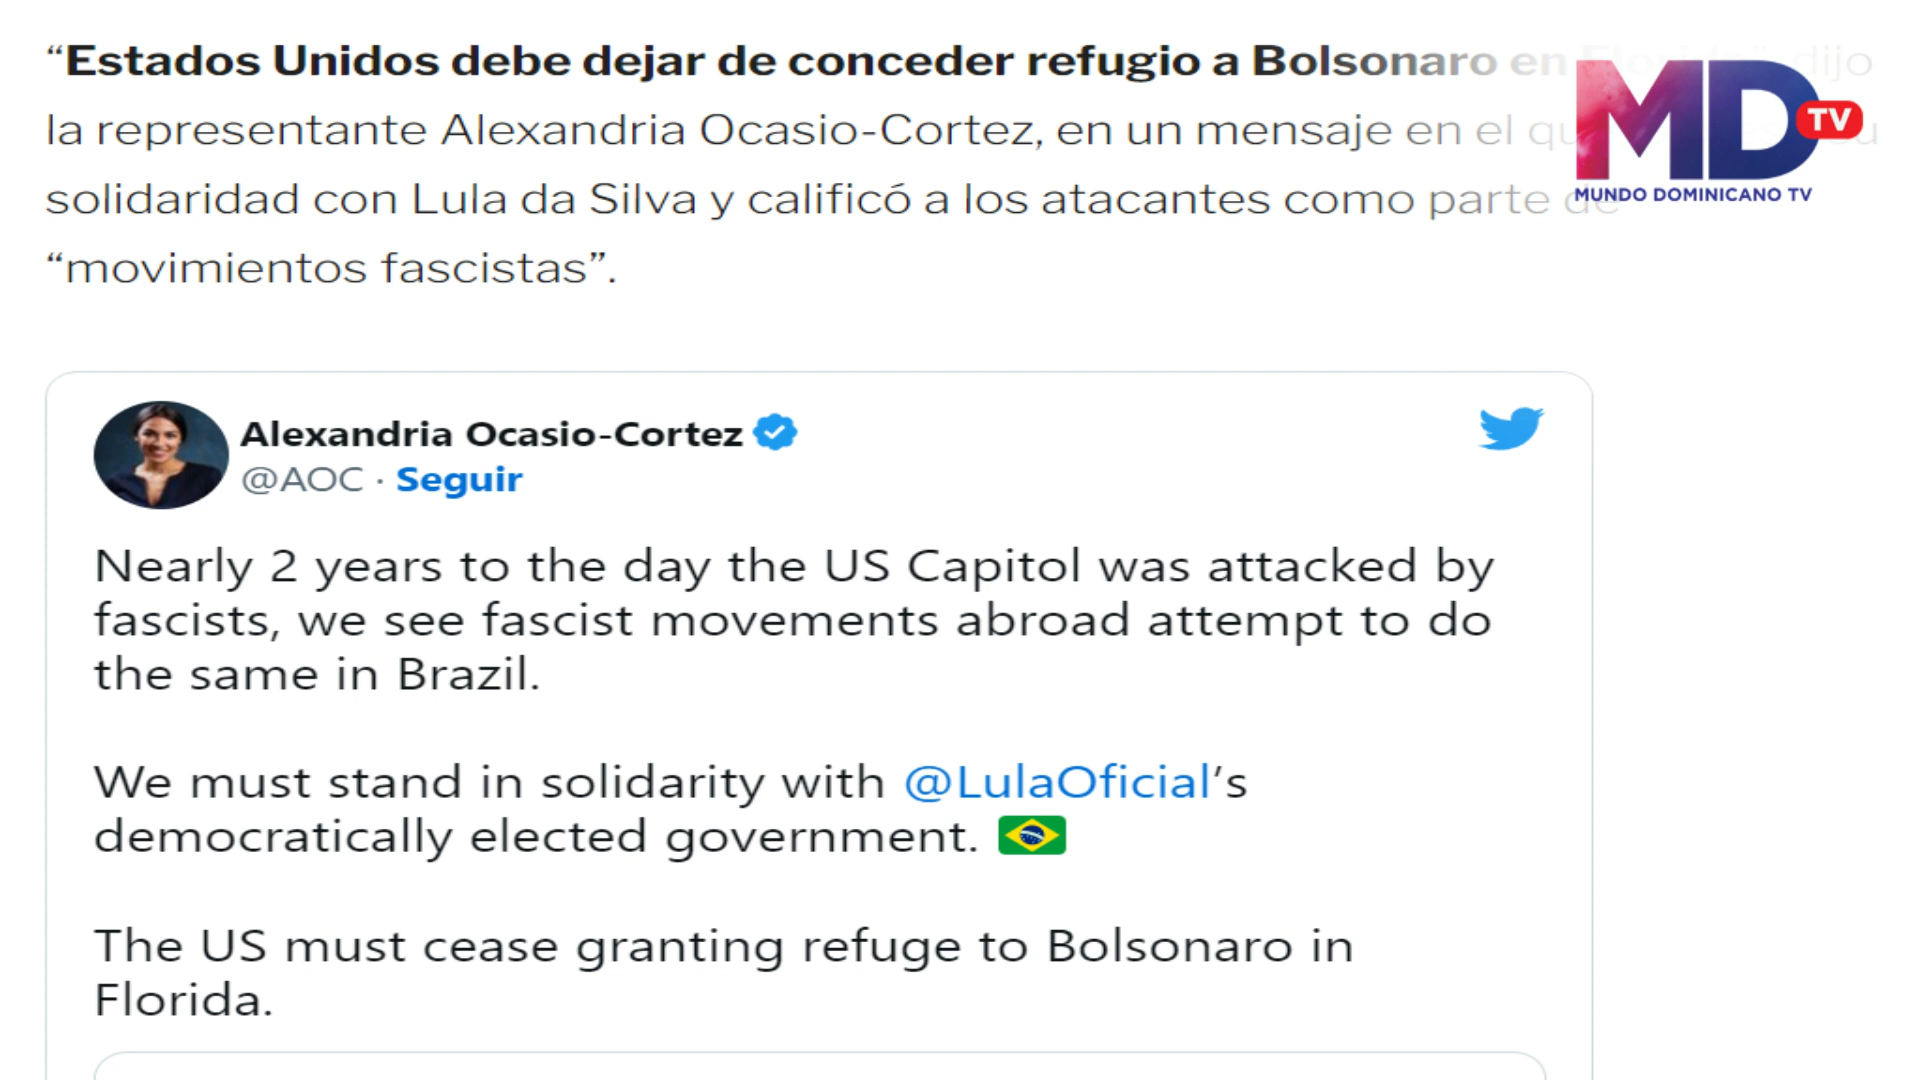 “Estados Unidos debe dejar de conceder refugio a Bolsonaro en dijo
la representante Alexandria Ocasio-Cortez, en un mensaje en el
solidaridad con Lula da Silva y calificó a los atacantes como parte de
“movimientos fascistas”.
MD TV
MUNDO DOMINICANO TV
Alexandria Ocasio-Cortez
@AOC · Seguir
Nearly 2 years to the day the US Capitol was attacked by
fascists, we see fascist movements abroad attempt to do
the same in Brazil.
We must stand in solidarity with @LulaOficial’s
democratically elected government. 🇧🇷
The US must cease granting refuge to Bolsonaro in
Florida.